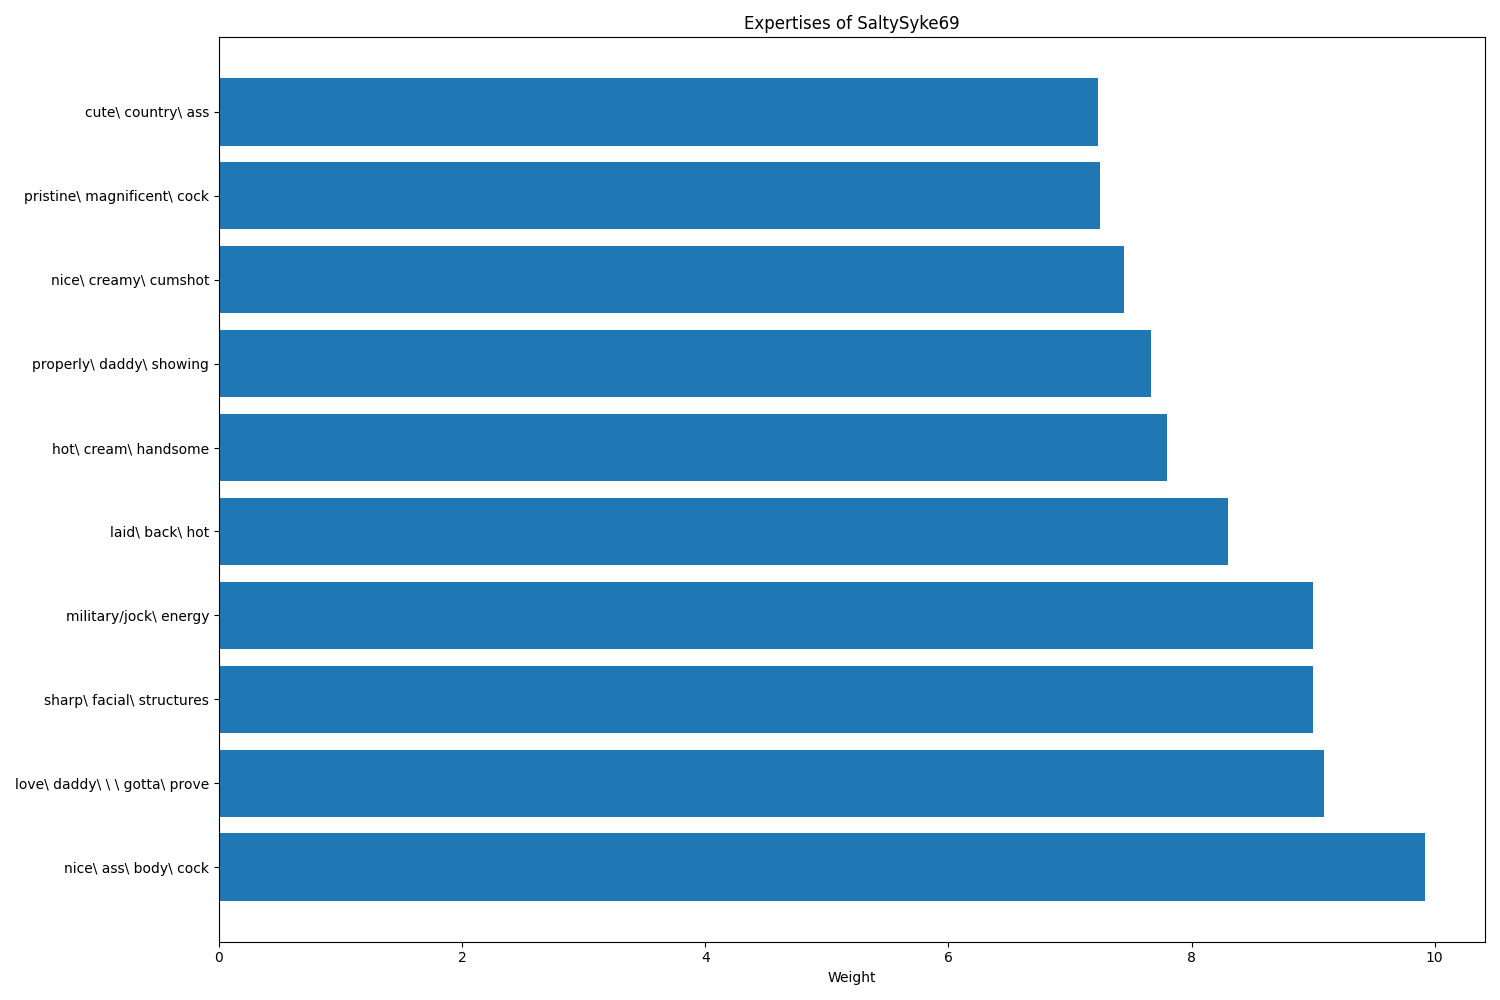 Expertises of SaltySyke69
cute\ country\ ass
pristine\ magnificent\ cock
nice\ creamy\ cumshot
properly\ daddy\ showing
hot\ cream\ handsome
laid\ back\ hot
military/jock\ energy
sharp\ facial\ structures
love\ daddy\ \ \ gotta\ prove
nice\ ass\ body\ cock
0 2 4 6 8 10
Weight